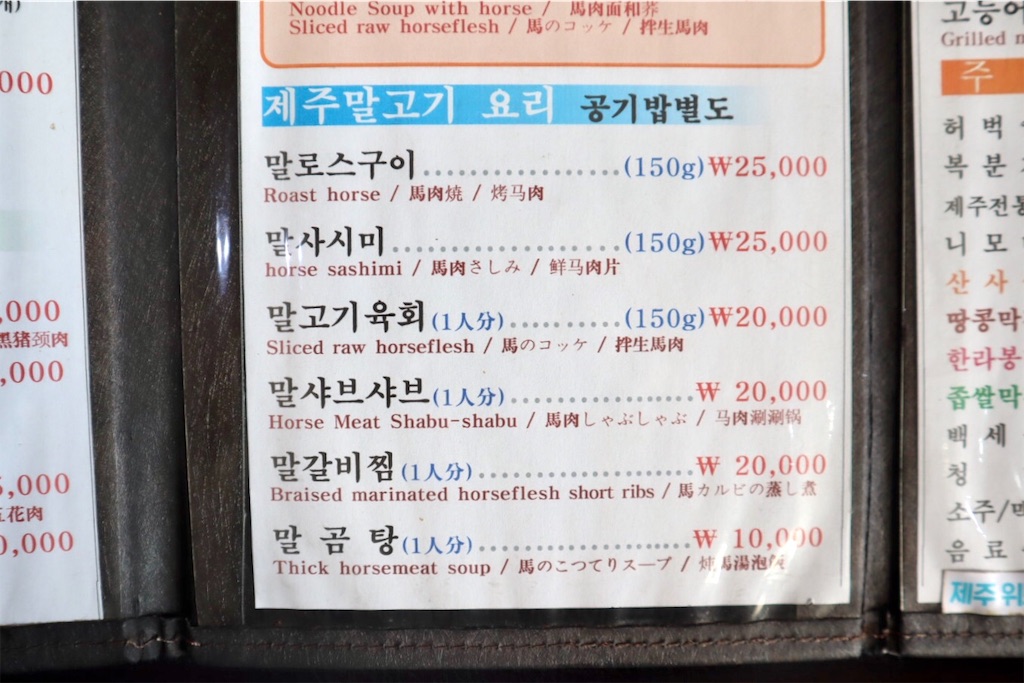 개)
000
,000
黑猪颈肉
,000
5,000
五花肉
0,000
Noodle Soup with horse / 馬肉面和荞
Sliced raw horseflesh / 馬のコッケ / 拌生馬肉
제주말고기 요리 공기밥별도
말로스구이 (150g)₩25,000
Roast horse / 馬肉焼 / 烤马肉
말사시미 (150g)₩25,000
horse sashimi / 馬肉さしみ / 鲜马肉片
말고기육회(1人分) (150g)₩20,000
Sliced raw horseflesh / 馬のコッケ / 拌生馬肉
말샤브샤브(1人分) ₩ 20,000
Horse Meat Shabu-shabu / 馬肉しゃぶしゃぶ / 马肉涮涮锅
말갈비찜(1人分) ₩ 20,000
Braised marinated horseflesh short ribs / 馬カルビの蒸し煮
말 곰 탕(1人分) ₩ 10,000
Thick horsemeat soup / 馬のこつてりスープ / 炖馬湯泡飯
고등어
Grilled
주
허 벅
복 분
제주전통
니 모
산 사
땅콩막
한라봉
좁쌀막
백 세
청
소주/맥
음 료
제주위